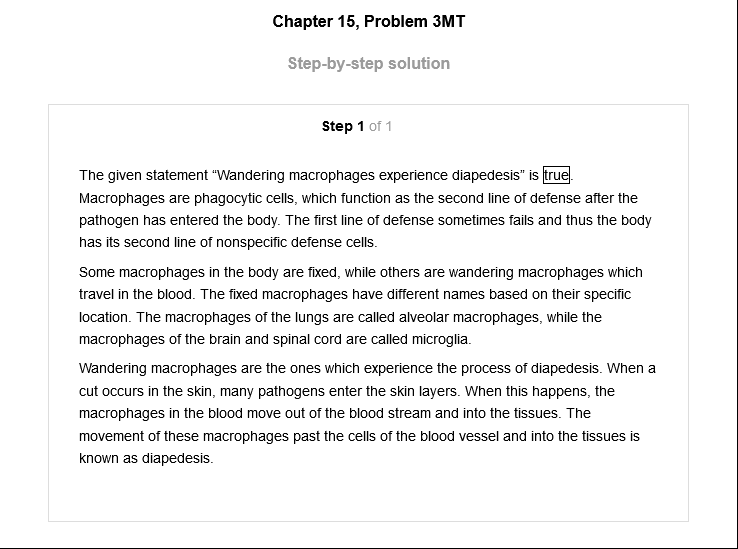 Chapter 15, Problem 3MT
Step-by-step solution
Step 1 of 1
The given statement “Wandering macrophages experience diapedesis” is true.
Macrophages are phagocytic cells, which function as the second line of defense after the
pathogen has entered the body. The first line of defense sometimes fails and thus the body
has its second line of nonspecific defense cells.
Some macrophages in the body are fixed, while others are wandering macrophages which
travel in the blood. The fixed macrophages have different names based on their specific
location. The macrophages of the lungs are called alveolar macrophages, while the
macrophages of the brain and spinal cord are called microglia.
Wandering macrophages are the ones which experience the process of diapedesis. When a
cut occurs in the skin, many pathogens enter the skin layers. When this happens, the
macrophages in the blood move out of the blood stream and into the tissues. The
movement of these macrophages past the cells of the blood vessel and into the tissues is
known as diapedesis.